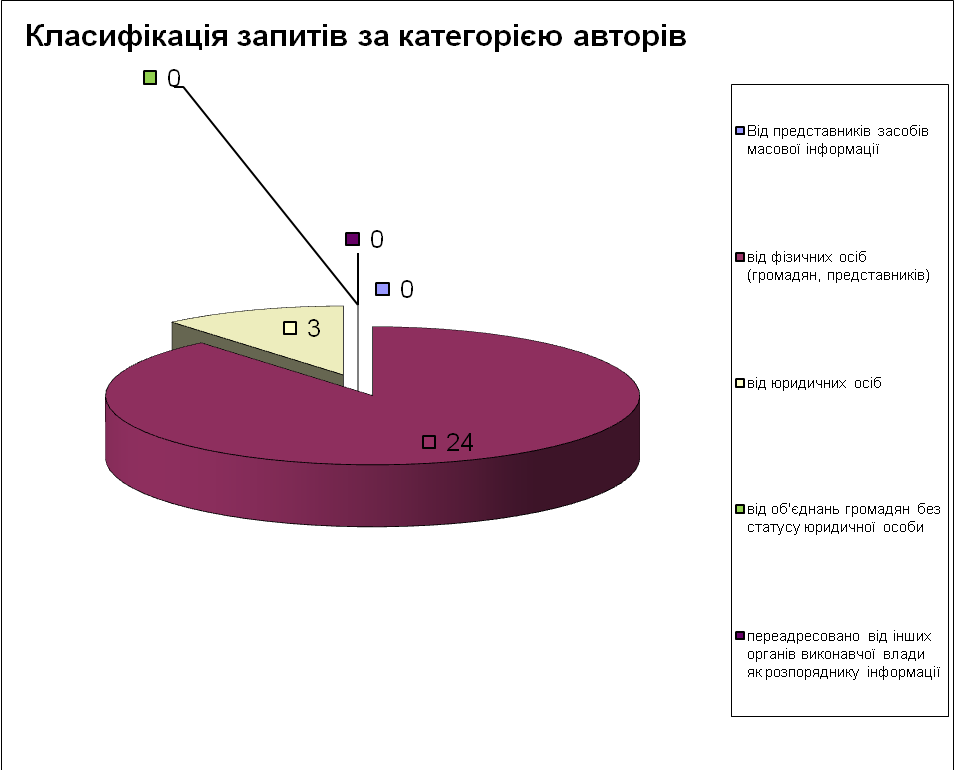 Класифікація запитів за категорією авторів
0
0
0
3
24
Від представників засобів
масової інформації
від фізичних осіб
(громадян, представників)
від юридичних осіб
від об'єднань громадян без
статусу юридичної особи
переадресовано від інших
органів виконавчої влади
як розпоряднику інформації